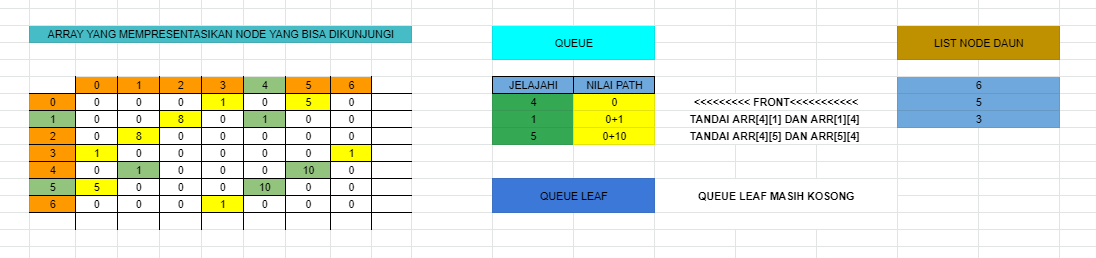 ARRAY YANG MEMPRESENTASIKAN NODE YANG BISA DIKUNJUNGI
QUEUE
LIST NODE DAUN
0 1 2 3 4 5 6
JELAJAHI NILAI PATH
6
0 0 0 0 1 0 5 0
4 0
<<<<<<<<< FRONT<<<<<<<<<<<
5
1 0 0 8 0 1 0 0
1 0+1
TANDAI ARR[4][1] DAN ARR[1][4]
3
2 0 8 0 0 0 0 0
5 0+10
TANDAI ARR[4][5] DAN ARR[5][4]
3 1 0 0 0 0 0 1
4 0 1 0 0 0 10 0
5 5 0 0 0 10 0 0
6 0 0 0 1 0 0 0
QUEUE LEAF
QUEUE LEAF MASIH KOSONG